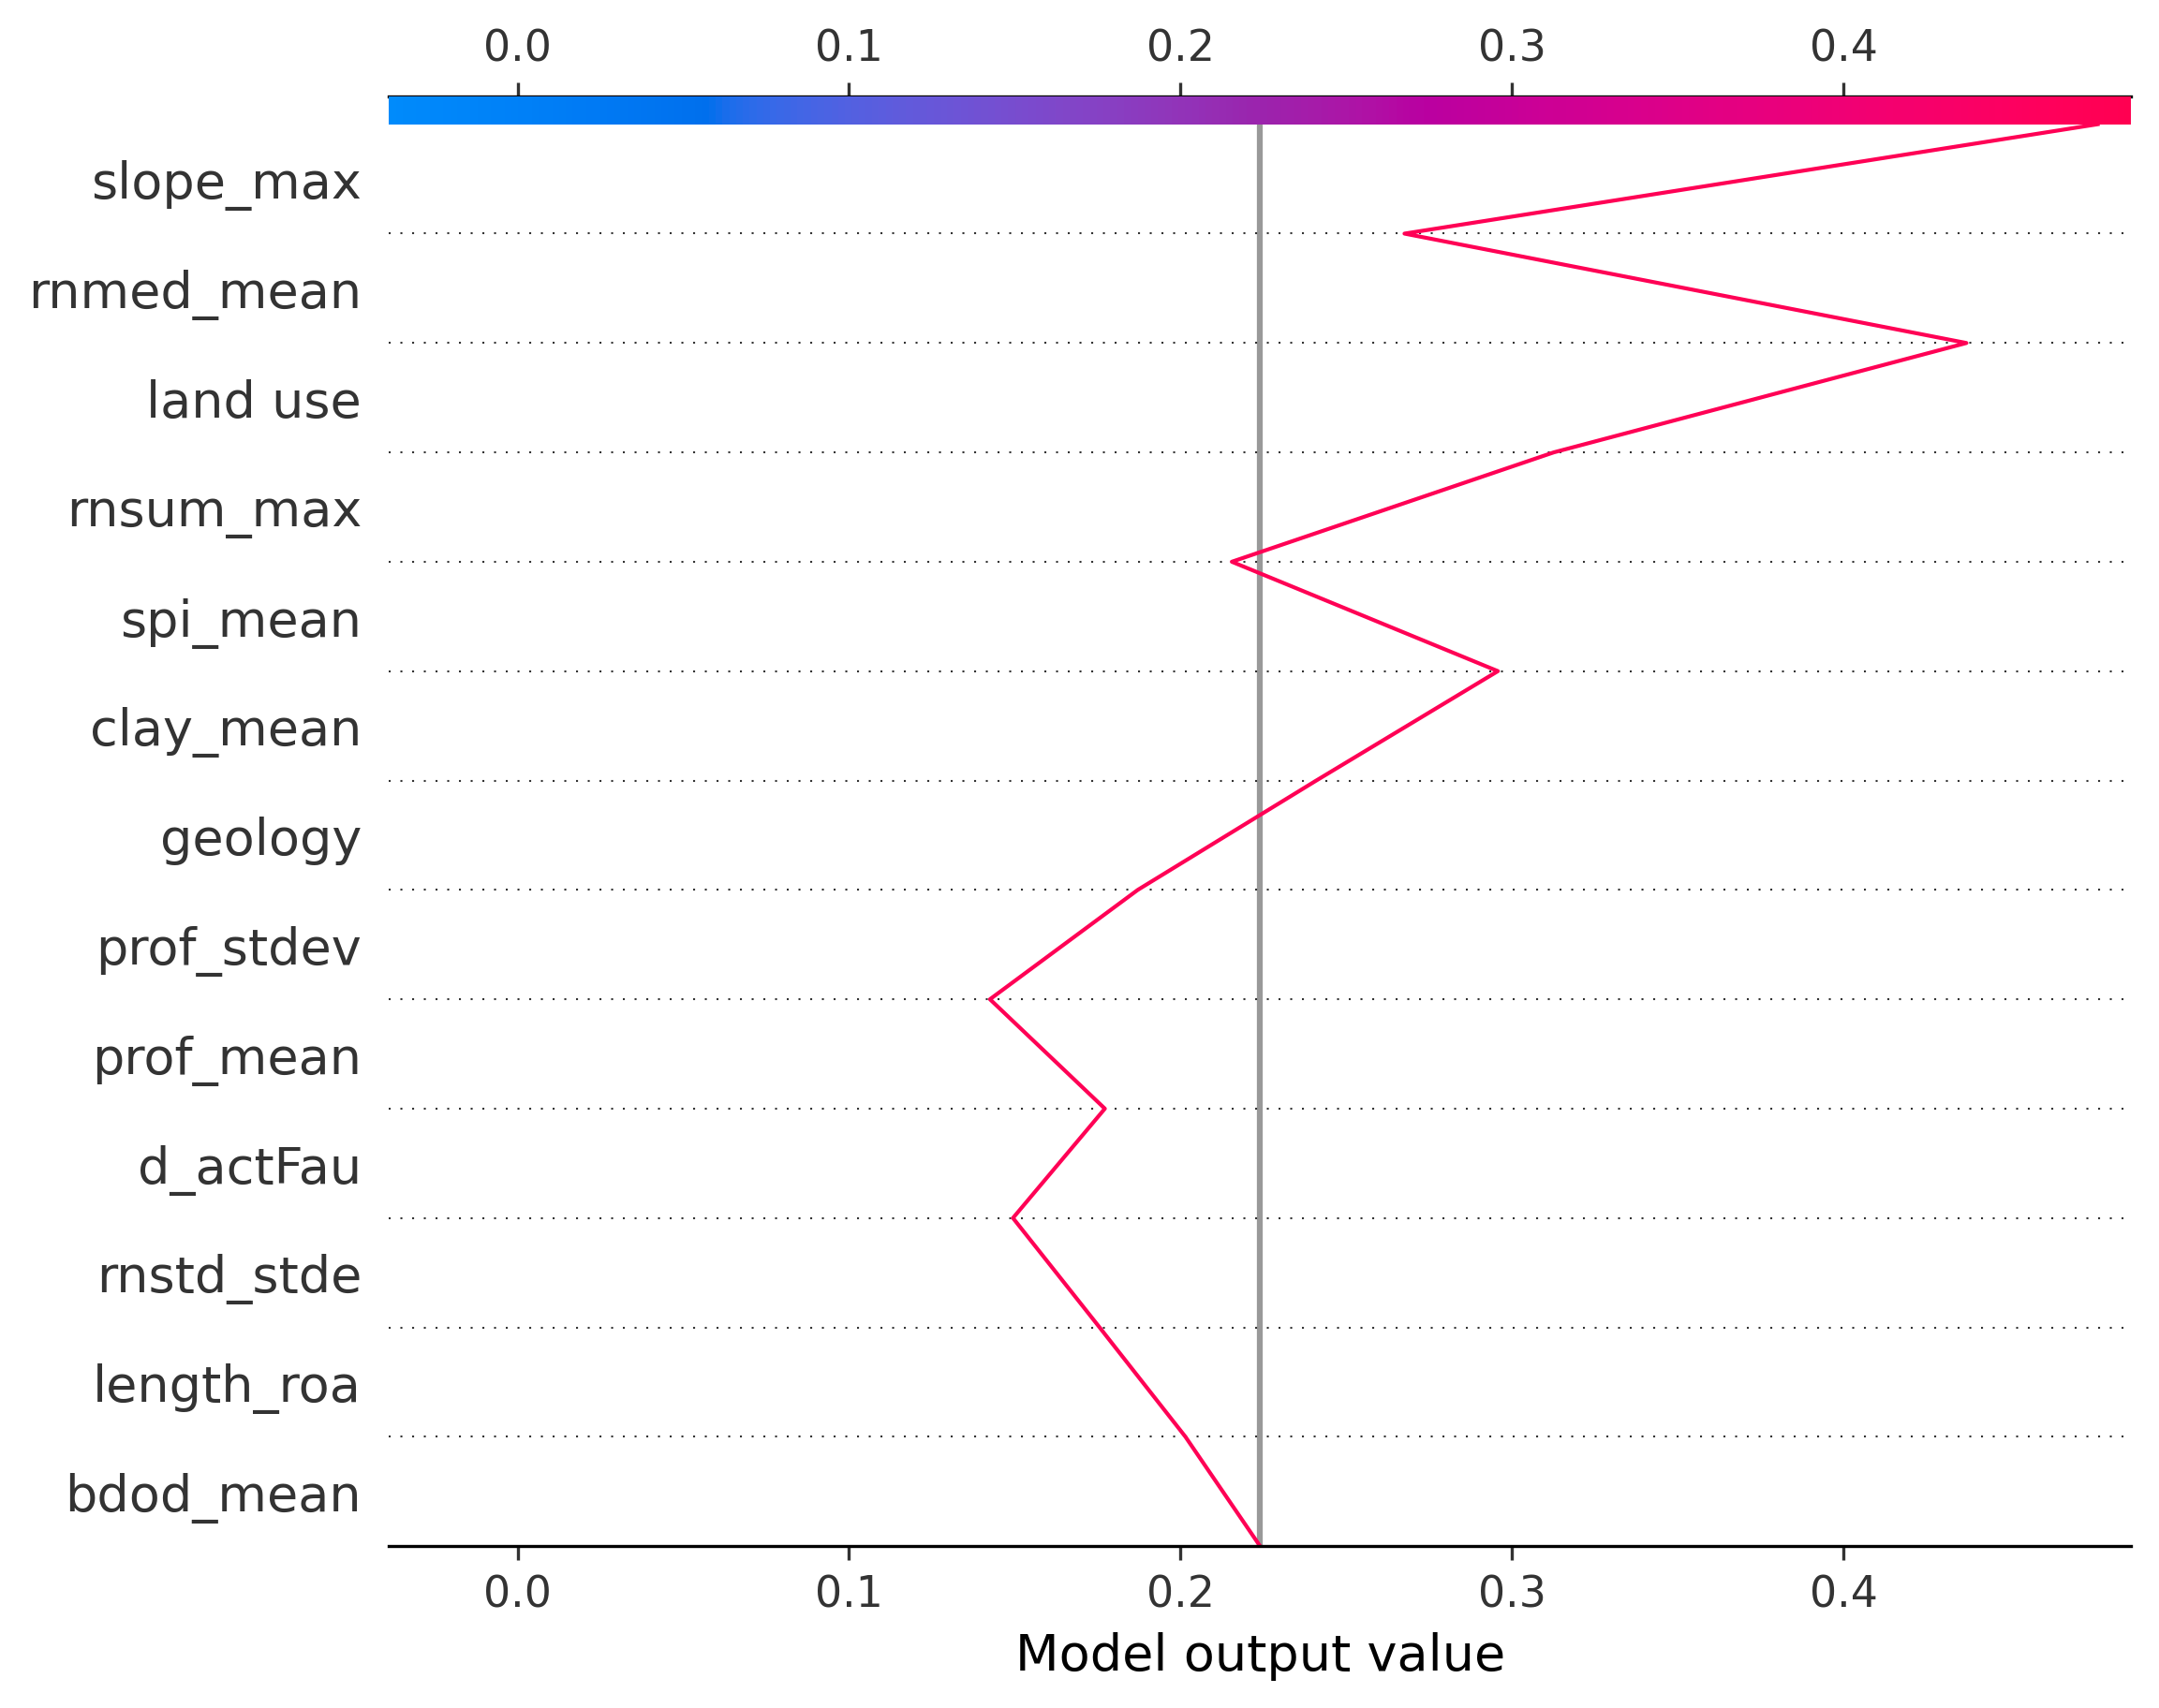 0.0 0.1 0.2 0.3 0.4
slope_max
rnmed_mean
land use
rnsum_max
spi_mean
clay_mean
geology
prof_stdev
prof_mean
d_actFau
rnstd_stde
length_roa
bdod_mean
0.0 0.1 0.2 0.3 0.4
Model output value